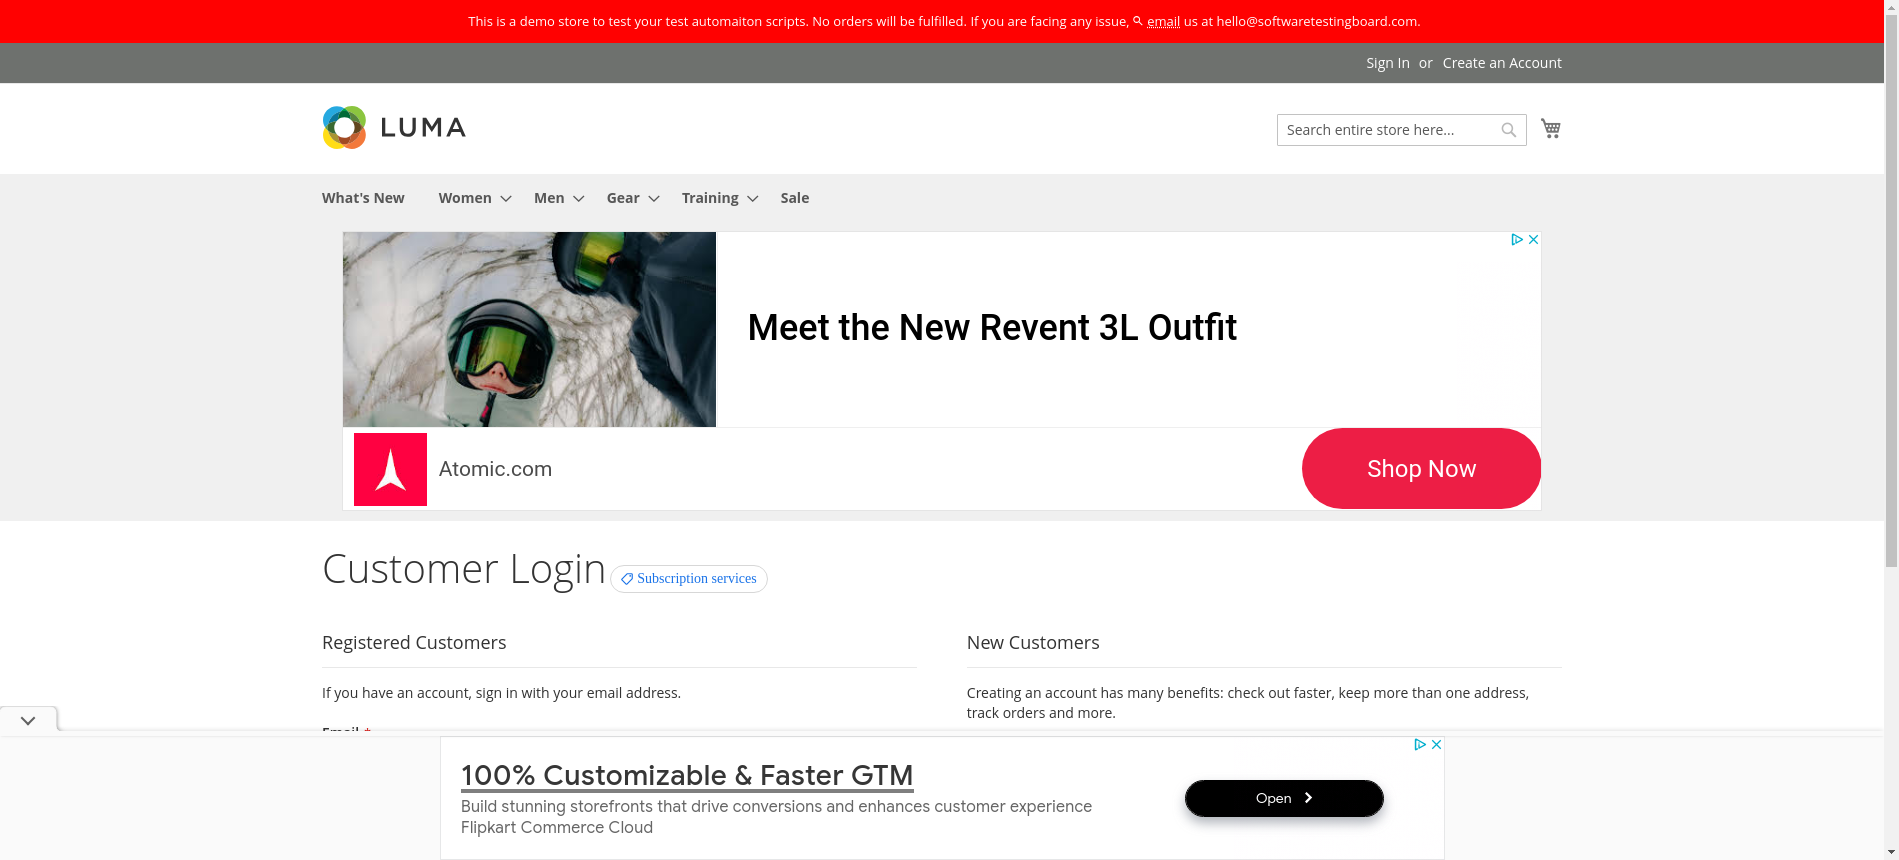 This is a demo store to test your test automaiton scripts. No orders will be fulfilled. If you are facing any issue, email us at hello@softwaretestingboard.com.
Sign In or Create an Account
LUMA
Search entire store here...
What's New Women Men Gear Training Sale
Meet the New Revent 3L Outfit
Atomic.com
Shop Now
Customer Login
Subscription services
Registered Customers
If you have an account, sign in with your email address.
Email *
New Customers
Creating an account has many benefits: check out faster, keep more than one address,
track orders and more.
100% Customizable & Faster GTM
Build stunning storefronts that drive conversions and enhances customer experience
Flipkart Commerce Cloud
Open